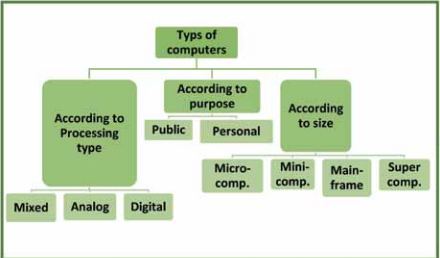 Typs of
computers
According to
Processing
type
According to
purpose
According
to size
Public
Personal
Micro-
comp.
Mini-
comp.
Main-
frame
Super
comp.
Mixed
Analog
Digital